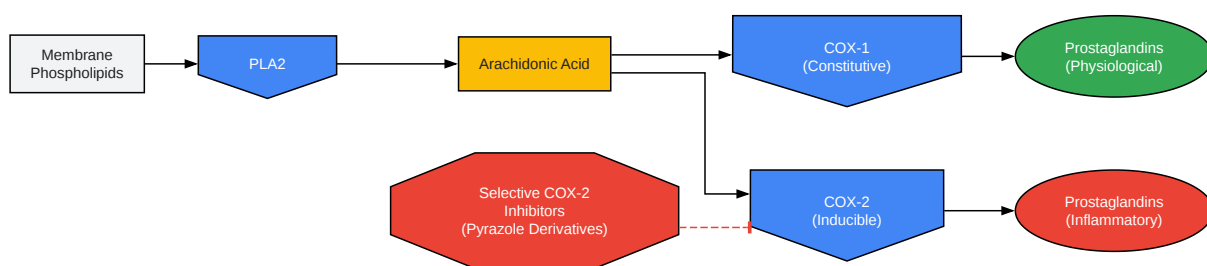 Membrane
Phospholipids
PLA2
Arachidonic Acid
COX-1
(Constitutive)
Prostaglandins
(Physiological)
Selective COX-2
Inhibitors
(Pyrazole Derivatives)
COX-2
(Inducible)
Prostaglandins
(Inflammatory)